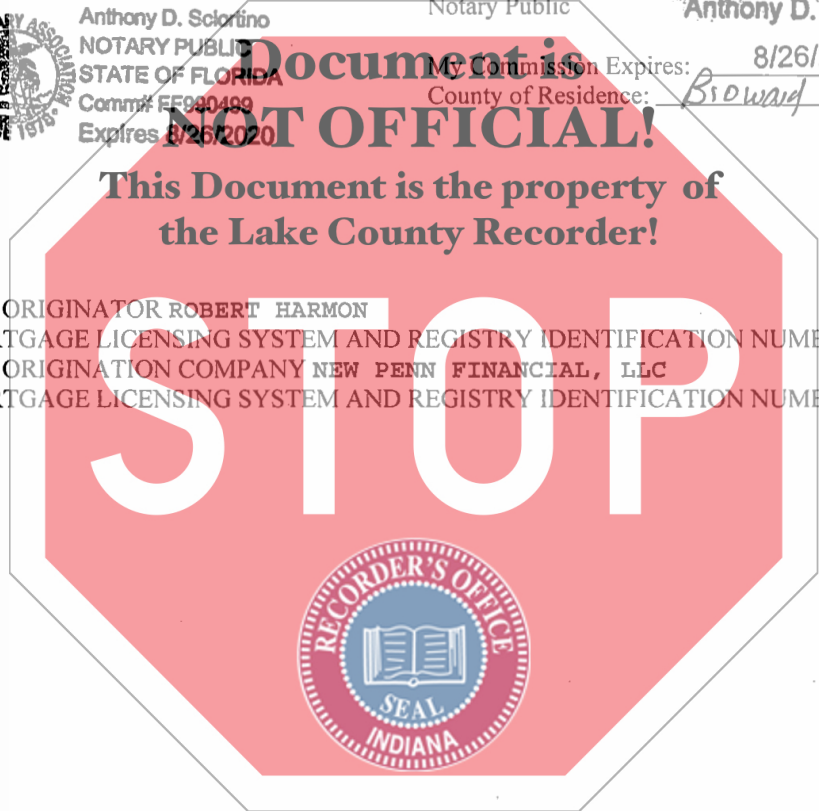 Anthony D. Sciortino
NOTARY PUBLIC
STATE OF FLORIDA
Comm# FF990499
Expires 8/26/2020
1975
Notary Public
Anthony D.
My Commission Expires: 8/26/
County of Residence: Broward
Document is
NOT OFFICIAL!
This Document is the property of
the Lake County Recorder!
ORIGINATOR ROBERT HARMON
TGAGE LICENSING SYSTEM AND REGISTRY IDENTIFICATION NUMB
ORIGINATION COMPANY NEW PENN FINANCIAL, LLC
TGAGE LICENSING SYSTEM AND REGISTRY IDENTIFICATION NUMB
STOP
RECORDER'S OFFICE
SEAL
INDIANA